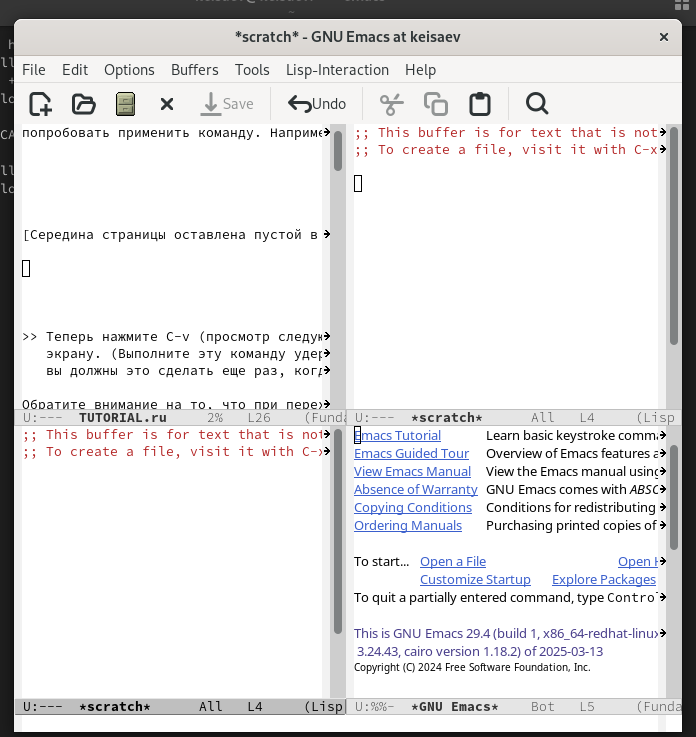 *scratch* - GNU Emacs at keisaev
File Edit Options Buffers Tools Lisp-Interaction Help
Save Undo
попробовать применить команду. Наприме
[Середина страницы оставлена пустой в
>> Теперь нажмите C-v (просмотр следую
экрану. (Выполните эту команду удер
вы должны это сделать еще раз, когд
Обратите внимание на то, что при перех
U:--- TUTORIAL.ru 2% L26 (Funda
;; This buffer is for text that is not
;; To create a file, visit it with C-x
U:--- *scratch* All L4 (Lisp
;; This buffer is for text that is not
;; To create a file, visit it with C-x
U:--- *scratch* All L4 (Lisp
Emacs Tutorial Learn basic keystroke comma
Emacs Guided Tour Overview of Emacs features a
View Emacs Manual View the Emacs manual using
Absence of Warranty GNU Emacs comes with ABSO
Copying Conditions Conditions for redistributing
Ordering Manuals Purchasing printed copies of
To start... Open a File Open H
Customize Startup Explore Packages
To quit a partially entered command, type Control
This is GNU Emacs 29.4 (build 1, x86_64-redhat-linux
3.24.43, cairo version 1.18.2) of 2025-03-13
Copyright (C) 2024 Free Software Foundation, Inc.
U:%%- *GNU Emacs* Bot L5 (Funda